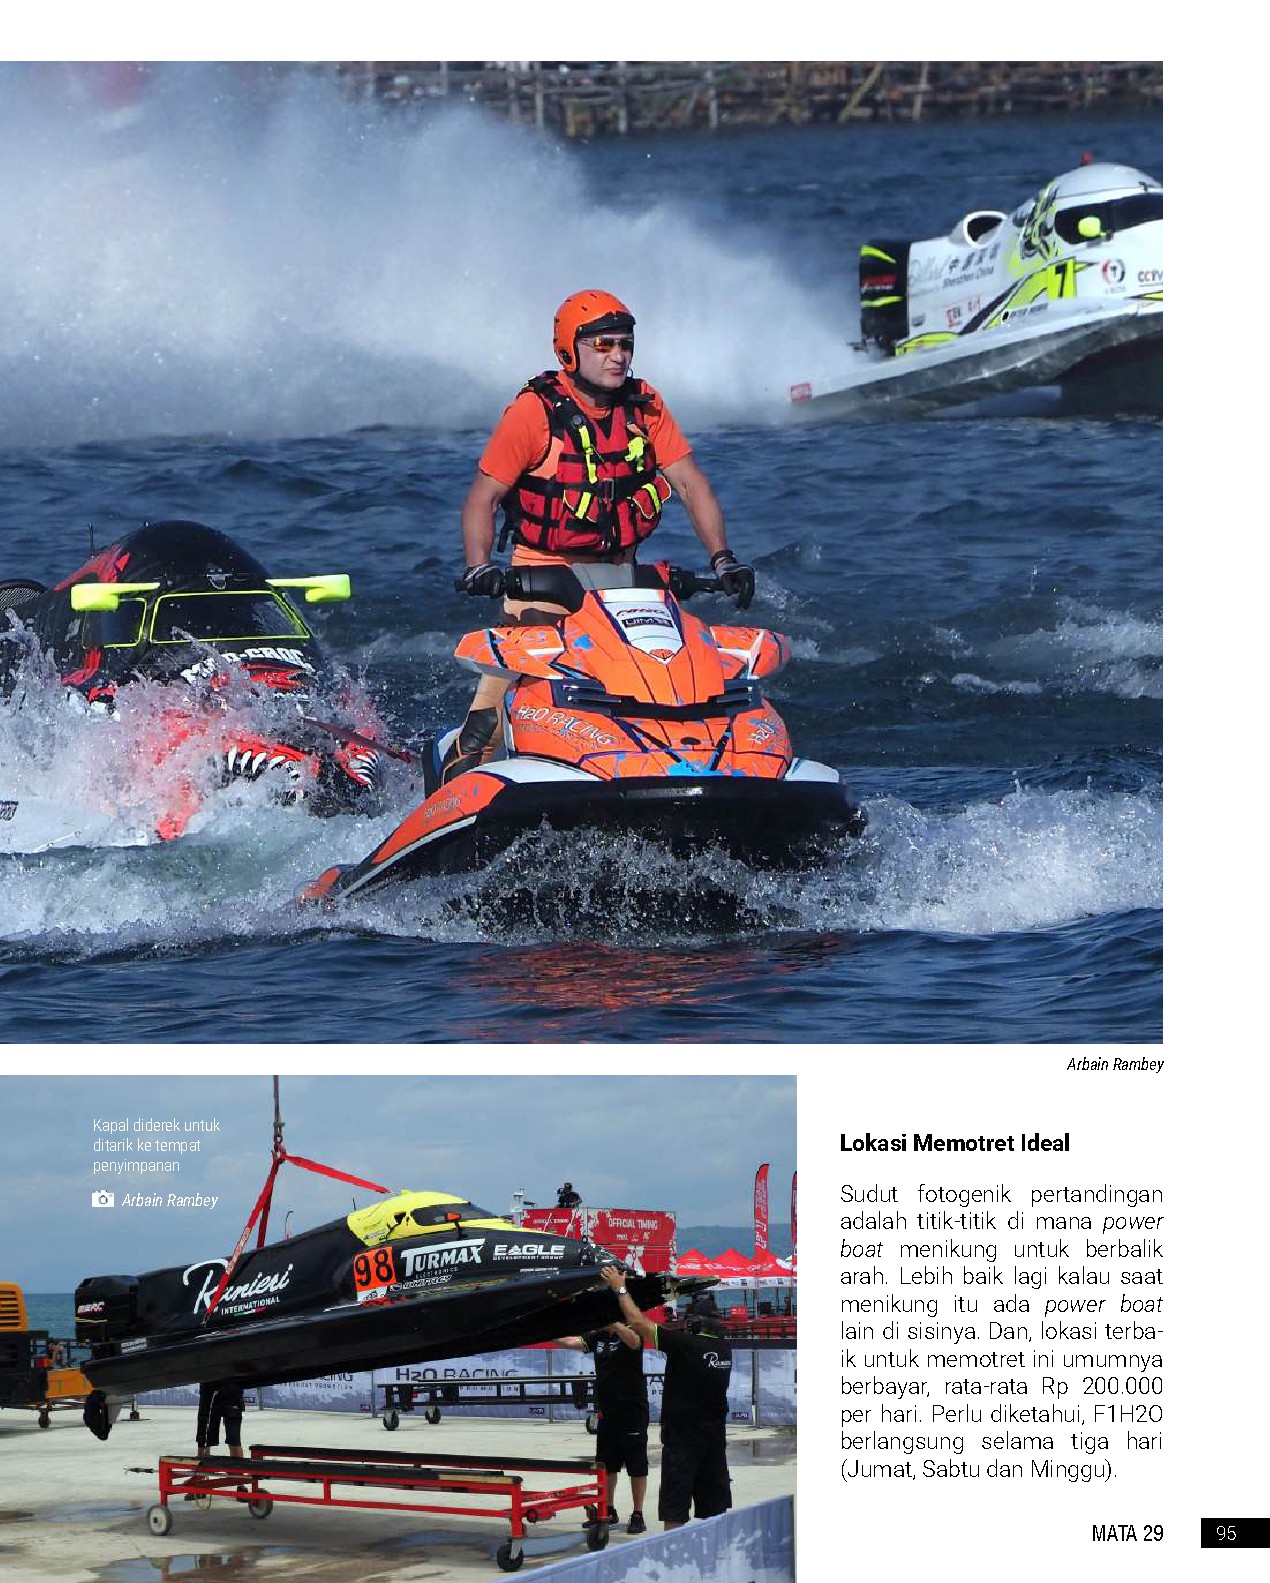 7
H2O RACING
UIM
Arbain Rambey
Kapal diderek untuk
ditarik ke tempat
penyimpanan
Arbain Rambey
OFFICIAL TIMING
98
TURMAX
EAGLE
Ranieri
INTERNATIONAL
H2O RACING
Lokasi Memotret Ideal
Sudut fotogenik pertandingan
adalah titik-titik di mana power
boat menikung untuk berbalik
arah. Lebih baik lagi kalau saat
menikung itu ada power boat
lain di sisinya. Dan, lokasi terba-
ik untuk memotret ini umumnya
berbayar, rata-rata Rp 200.000
per hari. Perlu diketahui, F1H2O
berlangsung selama tiga hari
(Jumat, Sabtu dan Minggu).
MATA 29
95